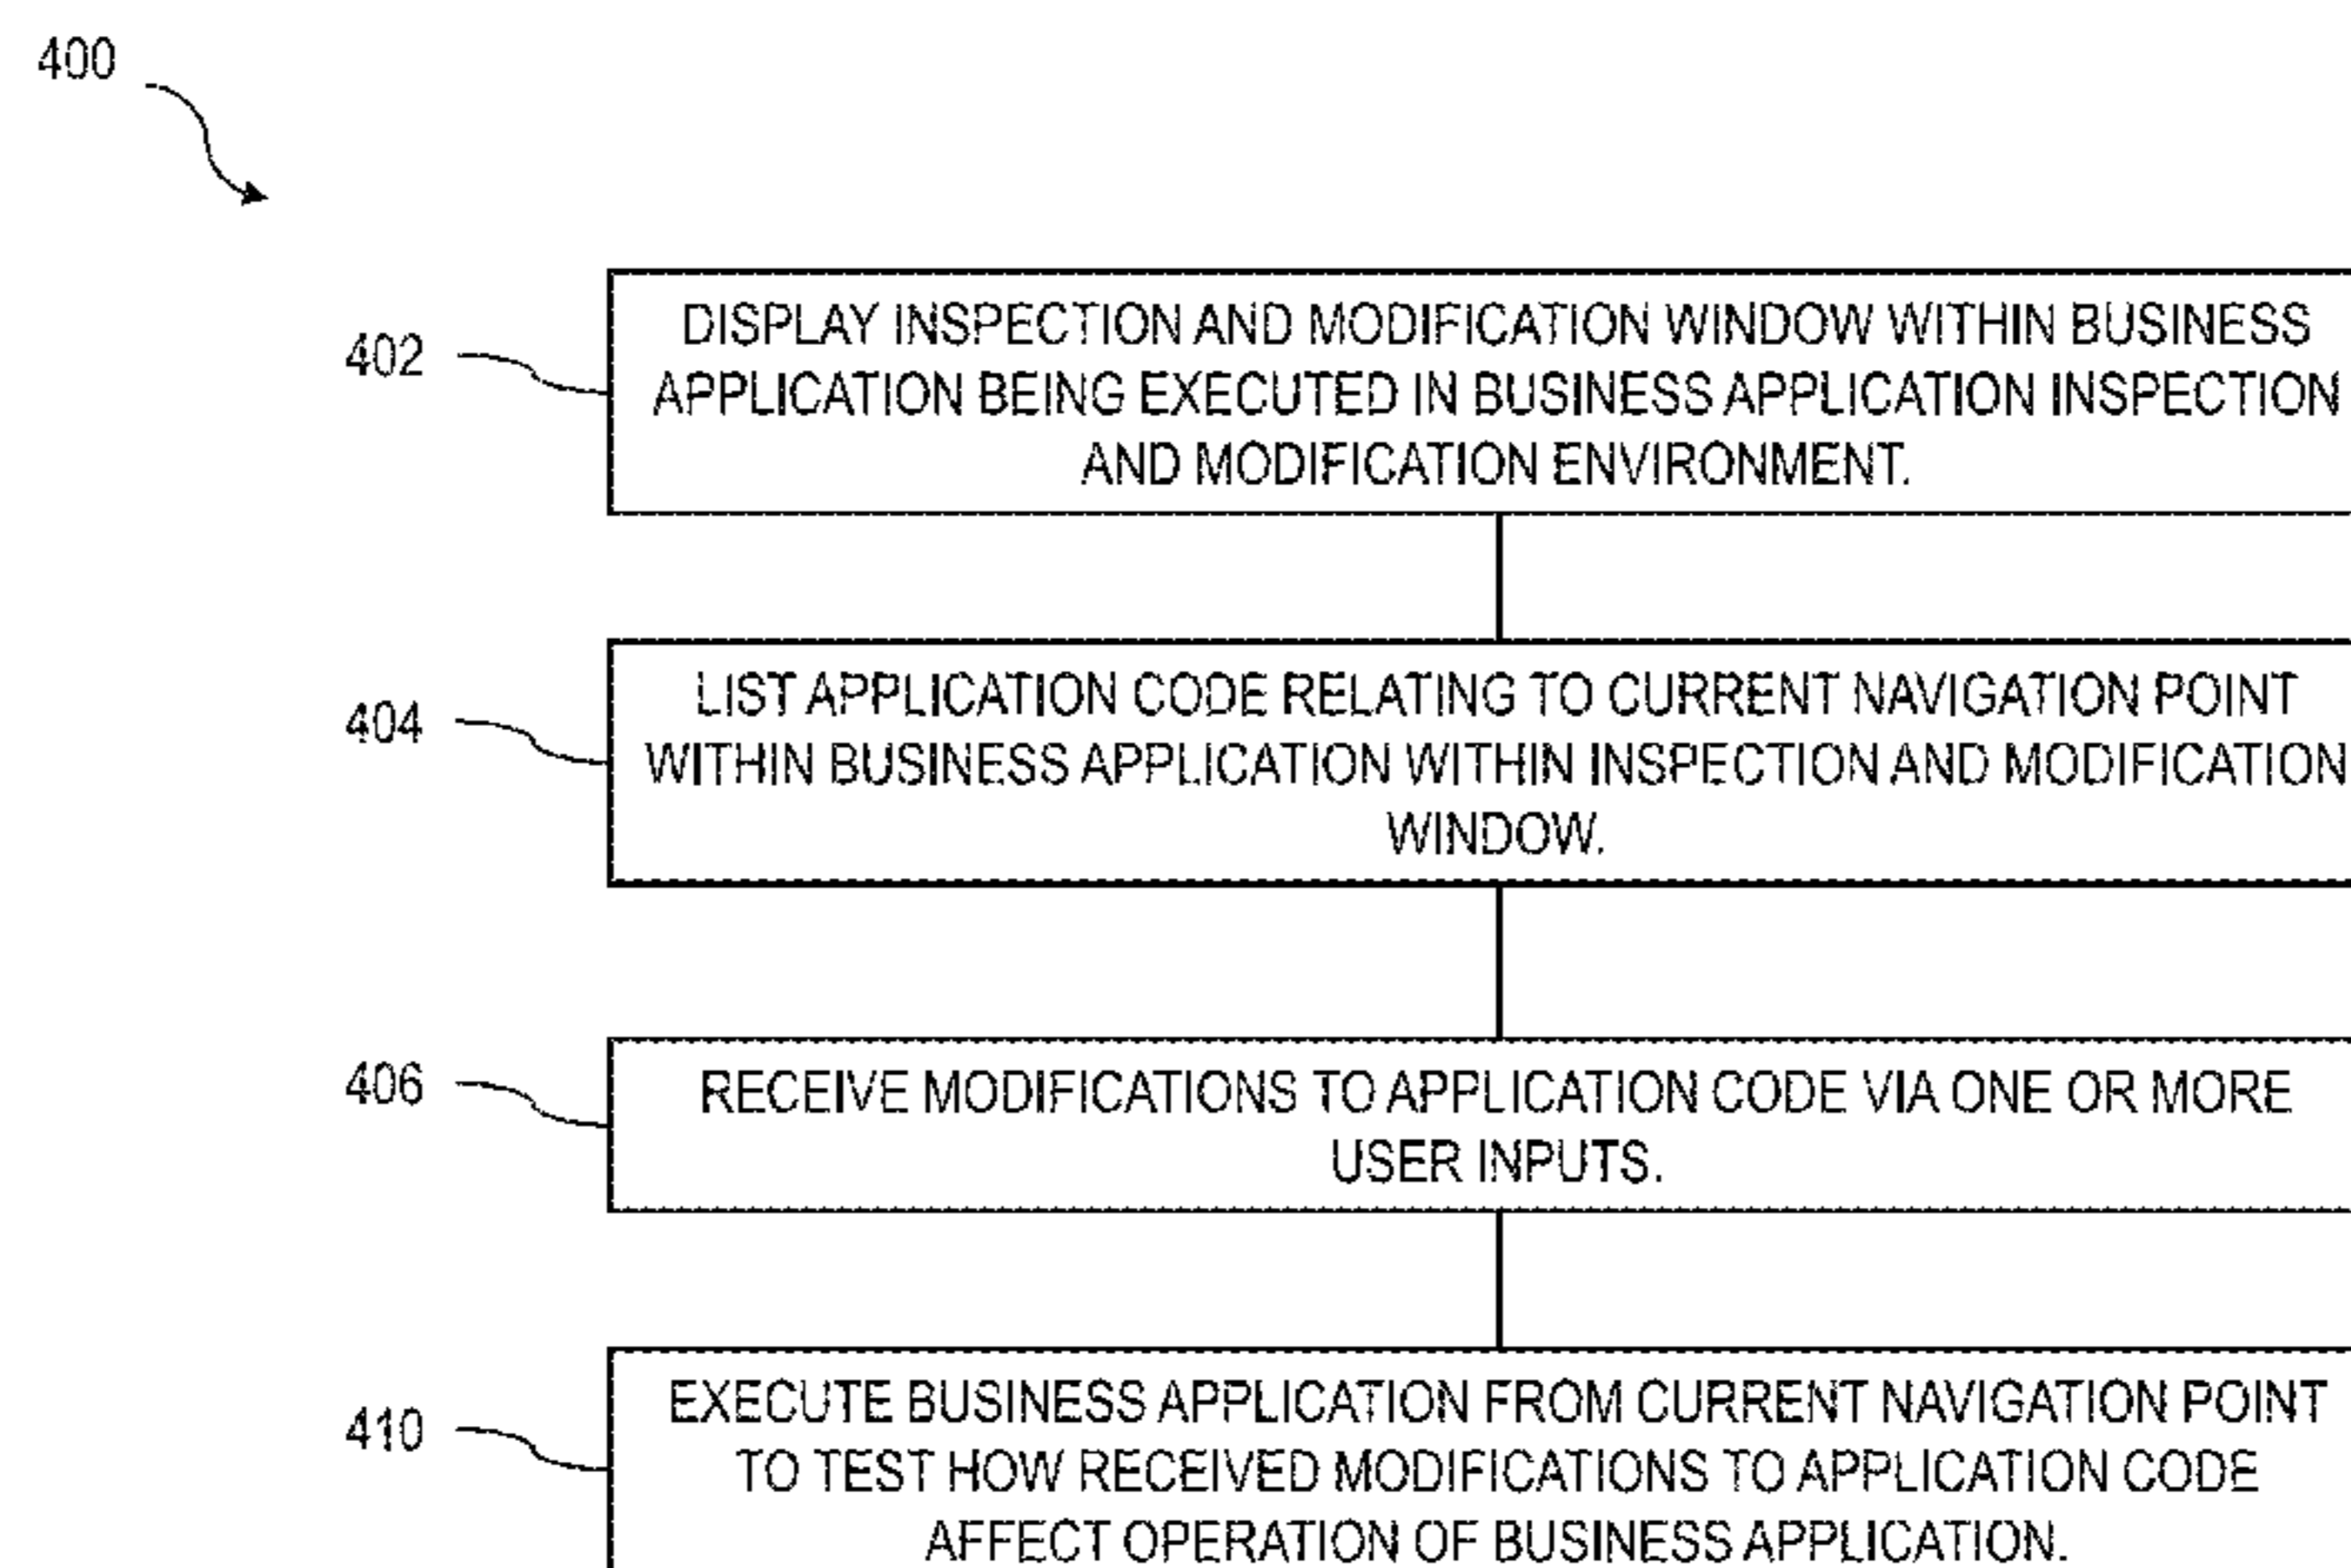 400
402
DISPLAY INSPECTION AND MODIFICATION WINDOW WITHIN BUSINESS
APPLICATION BEING EXECUTED IN BUSINESS APPLICATION INSPECTION
AND MODIFICATION ENVIRONMENT.
404
LIST APPLICATION CODE RELATING TO CURRENT NAVIGATION POINT
WITHIN BUSINESS APPLICATION WITHIN INSPECTION AND MODIFICATION
WINDOW.
406
RECEIVE MODIFICATIONS TO APPLICATION CODE VIA ONE OR MORE
USER INPUTS.
410
EXECUTE BUSINESS APPLICATION FROM CURRENT NAVIGATION POINT
TO TEST HOW RECEIVED MODIFICATIONS TO APPLICATION CODE
AFFECT OPERATION OF BUSINESS APPLICATION.